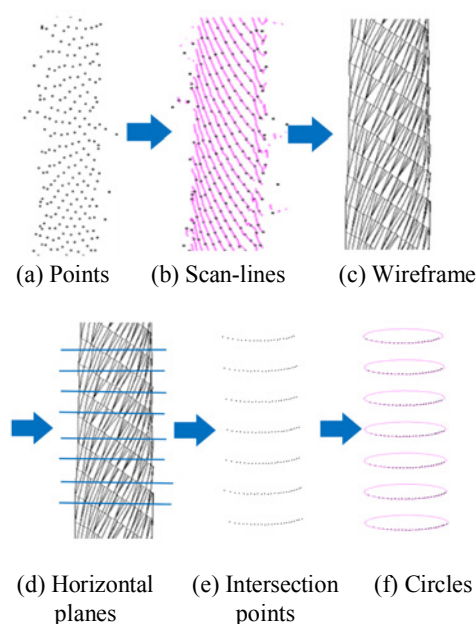 (a) Points (b) Scan-lines (c) Wireframe
(d) Horizontal (e) Intersection (f) Circles
planes points